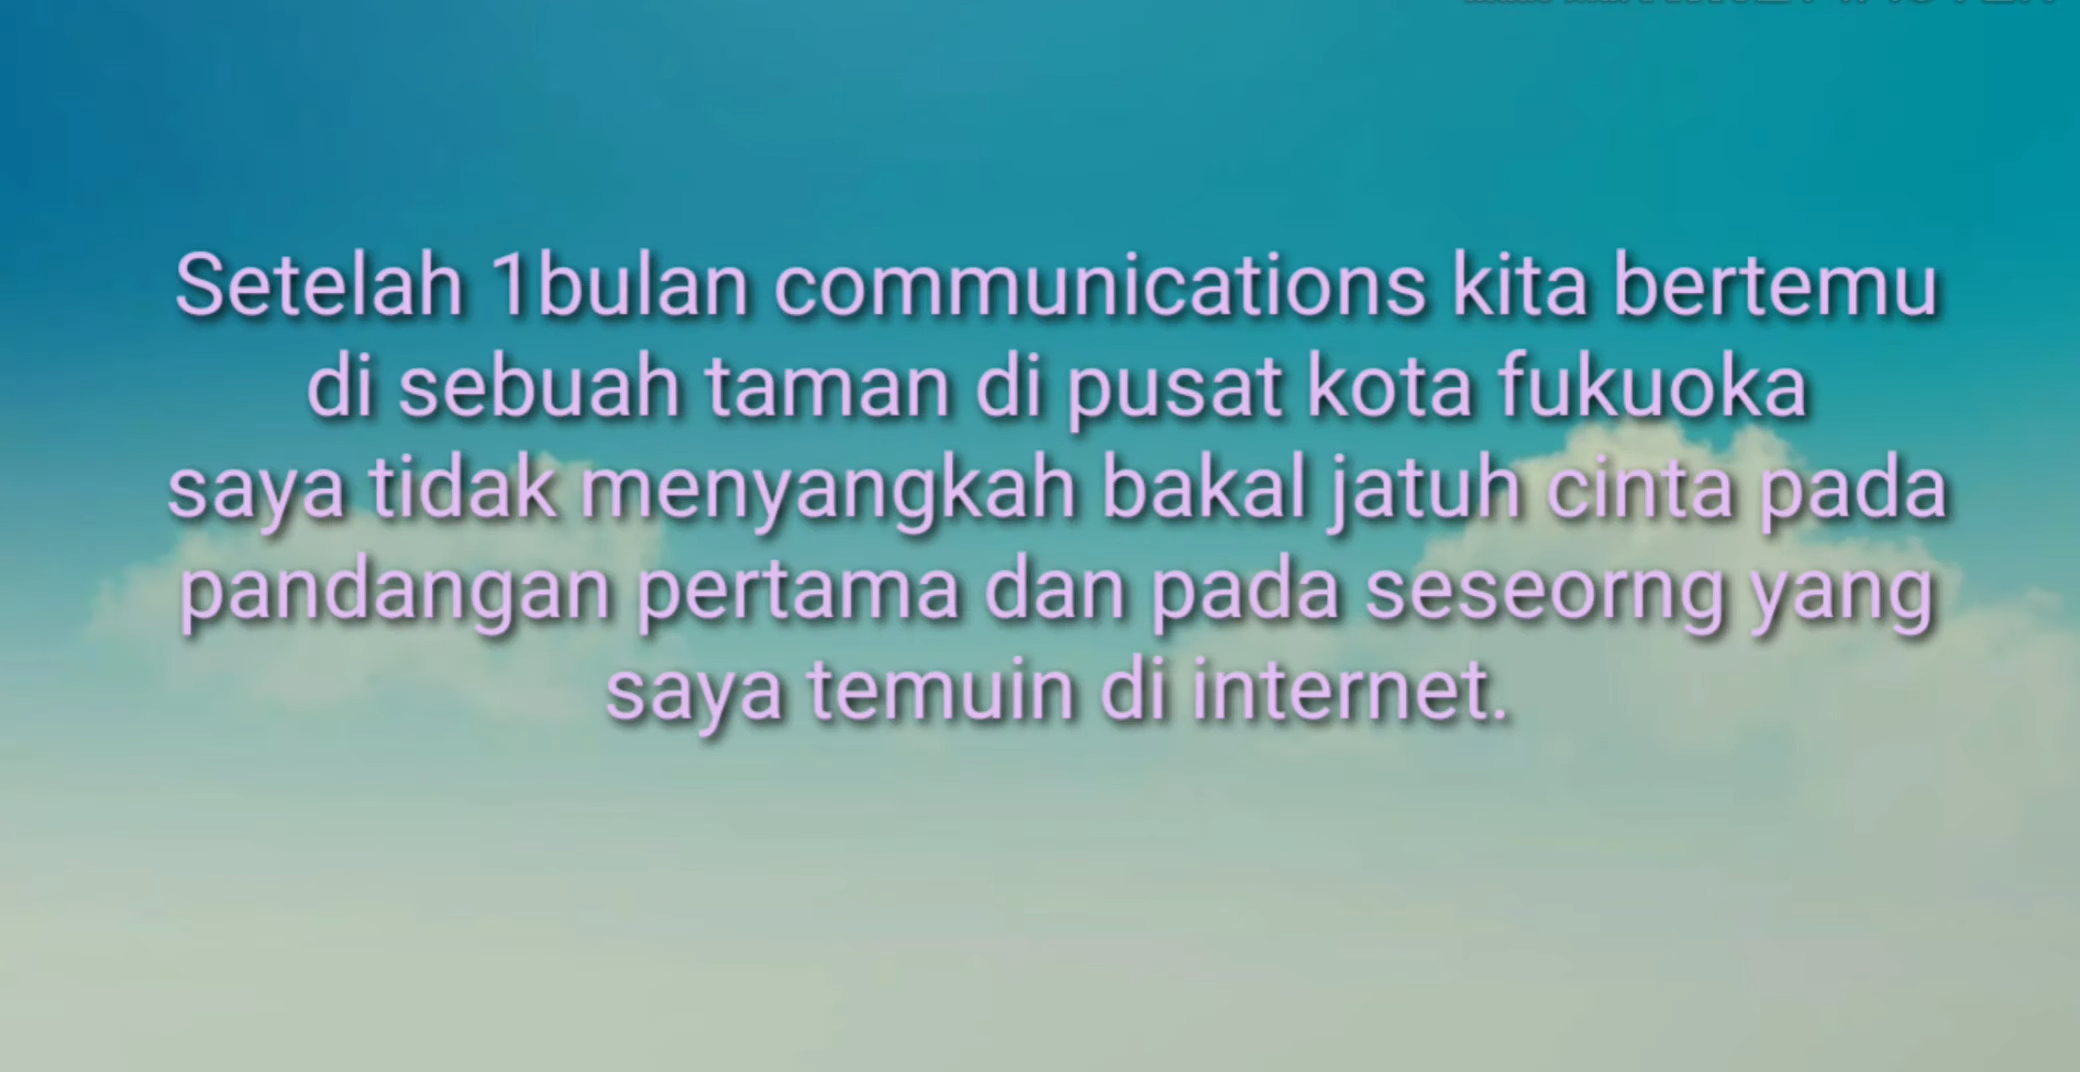 Setelah 1bulan communications kita bertemu
di sebuah taman di pusat kota fukuoka
saya tidak menyangkah bakal jatuh cinta pada
pandangan pertama dan pada seseorng yang
saya temuin di internet.